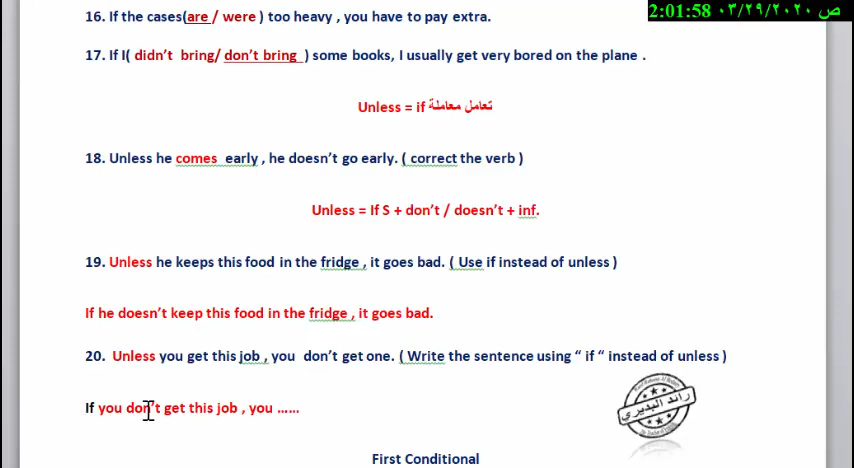 2:01:58 ٠٣/٢٩/٢٠٢٠ ص
16. If the cases(are / were ) too heavy , you have to pay extra.
17. If I( didn’t bring/ don’t bring ) some books, I usually get very bored on the plane .
Unless = if تعامل معاملة
18. Unless he comes early , he doesn’t go early. ( correct the verb )
Unless = If S + don’t / doesn’t + inf.
19. Unless he keeps this food in the fridge , it goes bad. ( Use if instead of unless )
If he doesn’t keep this food in the fridge , it goes bad.
20. Unless you get this job , you don’t get one. ( Write the sentence using “ if “ instead of unless )
If you don’t get this job , you ......
رائد البديري
First Conditional